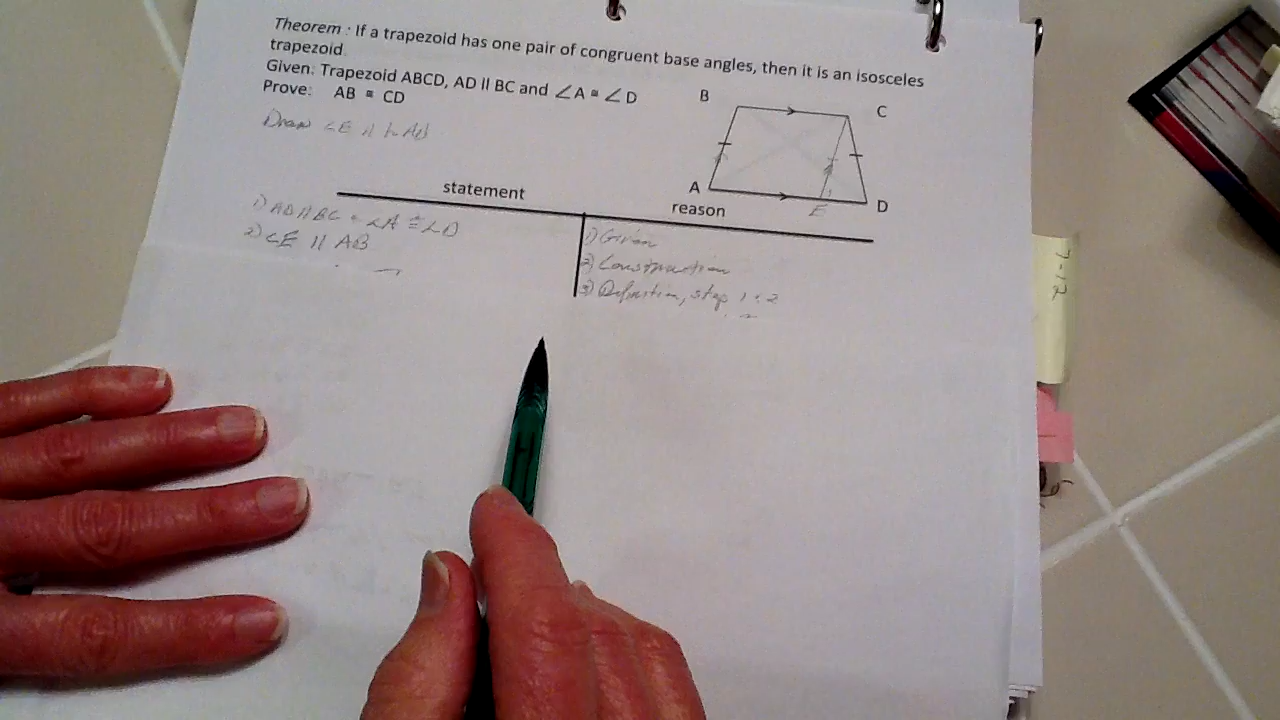 Theorem : If a trapezoid has one pair of congruent base angles, then it is an isosceles
trapezoid.
Given: Trapezoid ABCD, AD ll BC and ∠A ≅ ∠D
Prove: AB ≅ CD
Draw CE ll to AB
B
C
A
E
D
statement
reason
1) AD ll BC + ∠A ≅ ∠D
2) CE ll AB
1) Given
2) Construction
3) Definition, step 1 + 2
7-12